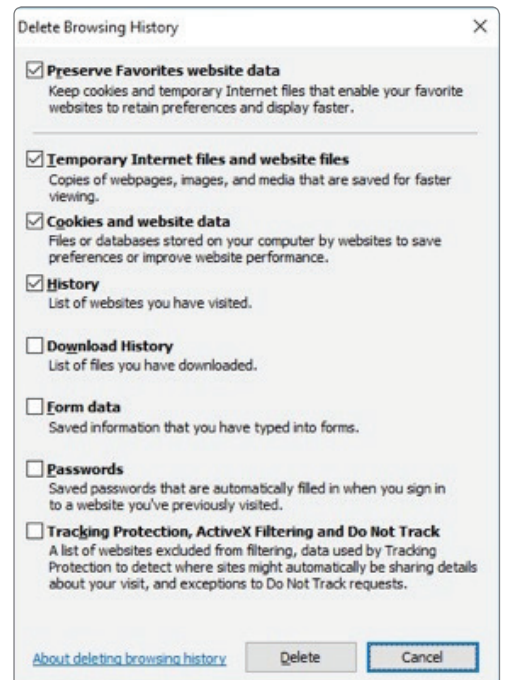 Delete Browsing History
Preserve Favorites website data
Keep cookies and temporary Internet files that enable your favorite
websites to retain preferences and display faster.
Temporary Internet files and website files
Copies of webpages, images, and media that are saved for faster
viewing.
Cookies and website data
Files or databases stored on your computer by websites to save
preferences or improve website performance.
History
List of websites you have visited.
Download History
List of files you have downloaded.
Form data
Saved information that you have typed into forms.
Passwords
Saved passwords that are automatically filled in when you sign in
to a website you've previously visited.
Tracking Protection, ActiveX Filtering and Do Not Track
A list of websites excluded from filtering, data used by Tracking
Protection to detect where sites might automatically be sharing details
about your visit, and exceptions to Do Not Track requests.
About deleting browsing history Delete Cancel